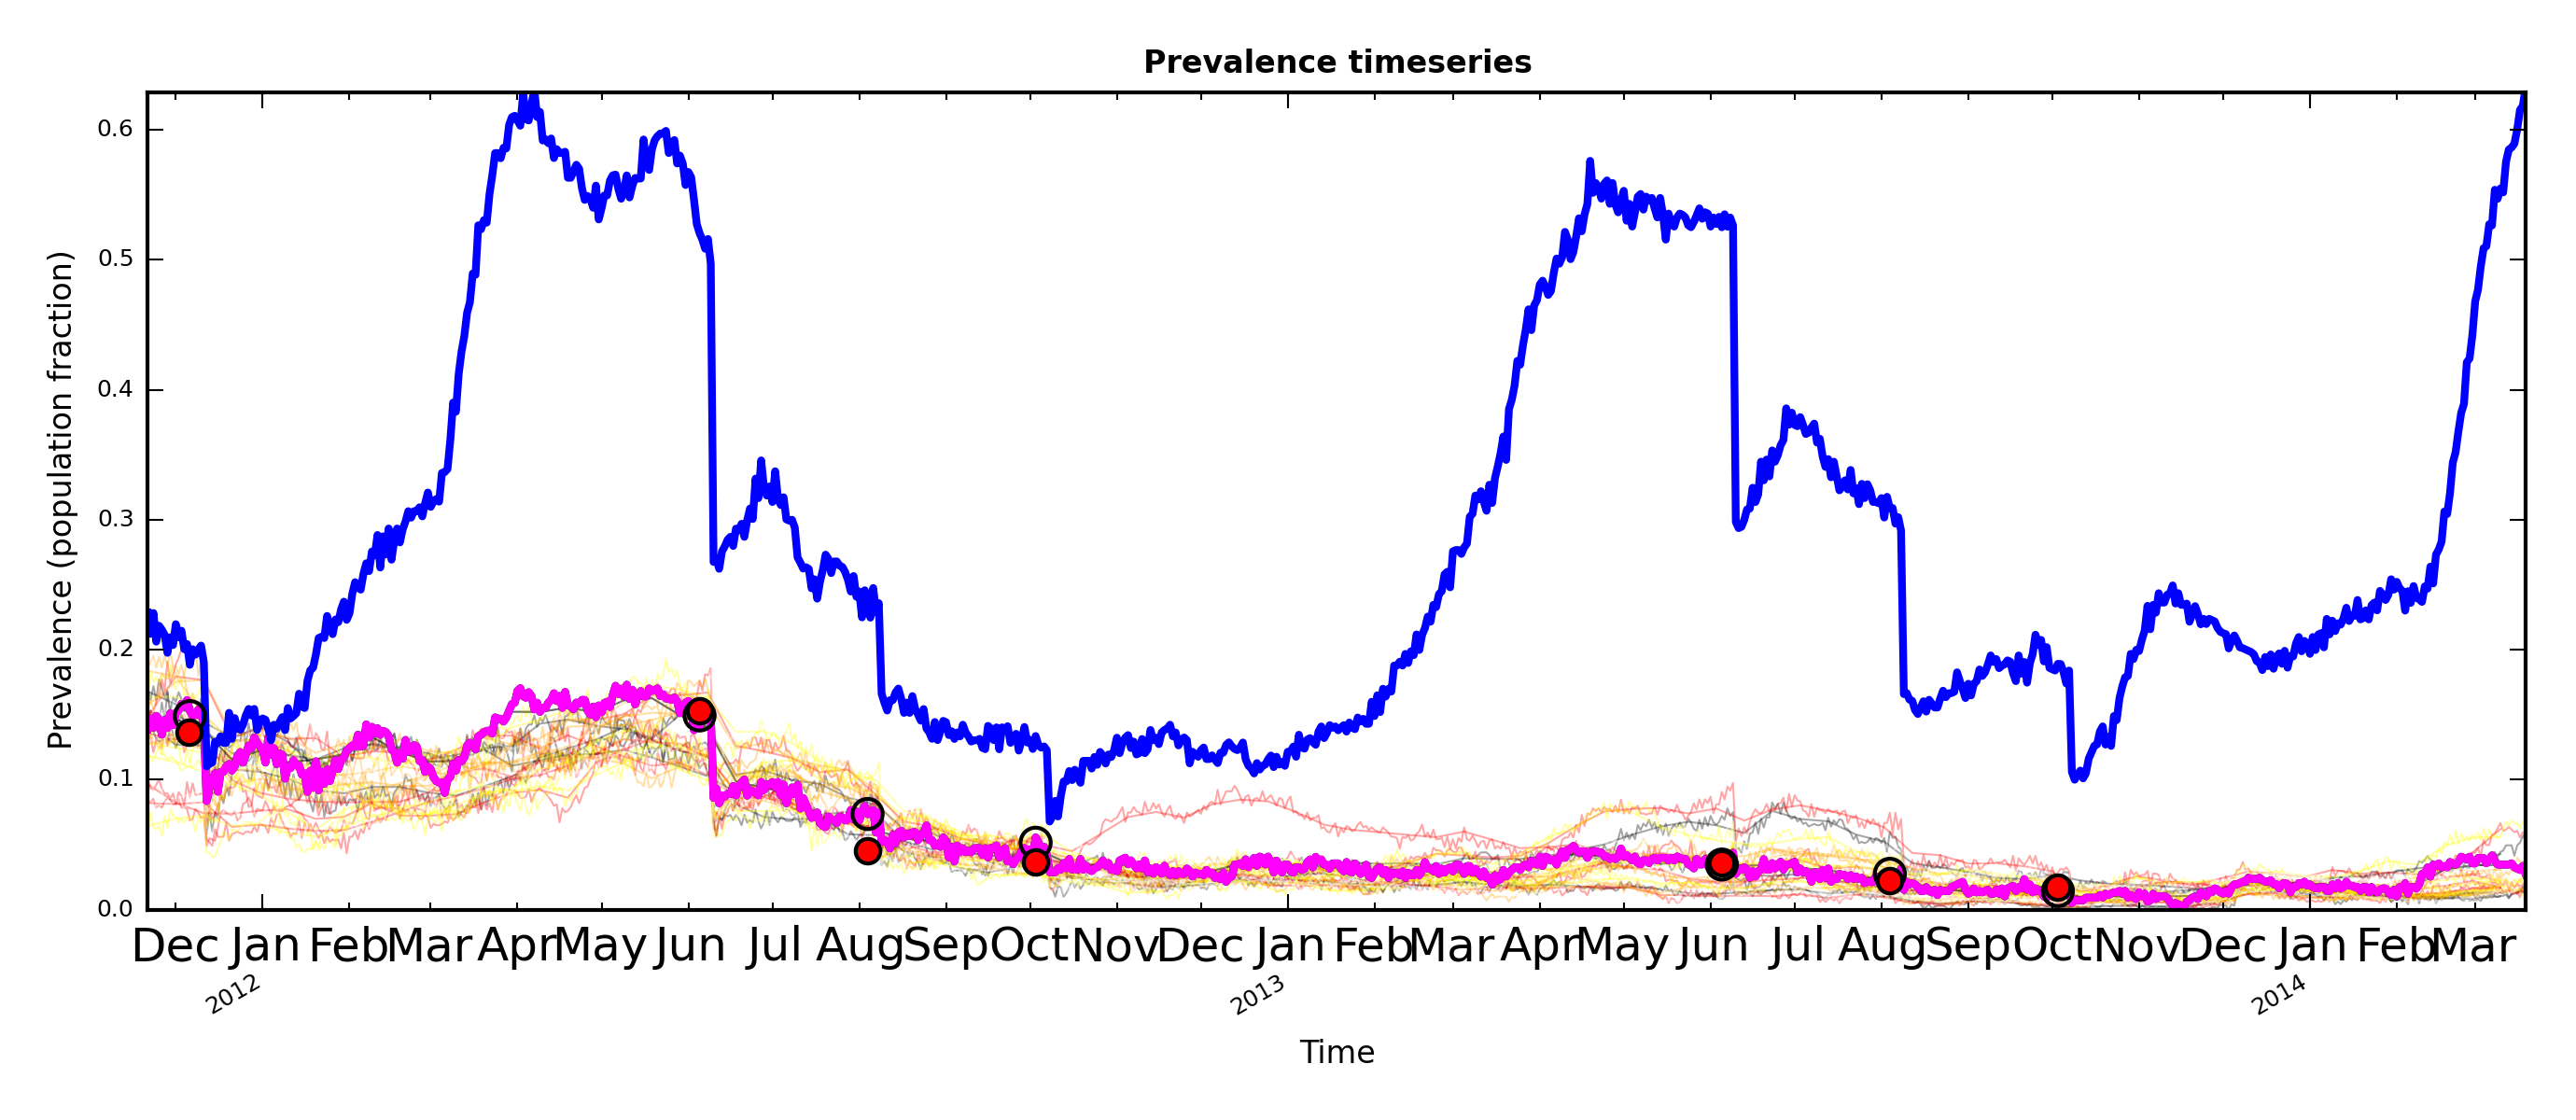 Prevalence timeseries
Prevalence (population fraction)
0.6
0.5
0.4
0.3
0.2
0.1
0.0
Dec Jan Feb Mar Apr May Jun Jul Aug Sep Oct Nov Dec Jan Feb Mar Apr May Jun Jul Aug Sep Oct Nov Dec Jan Feb Mar
2012 2013 2014
Time